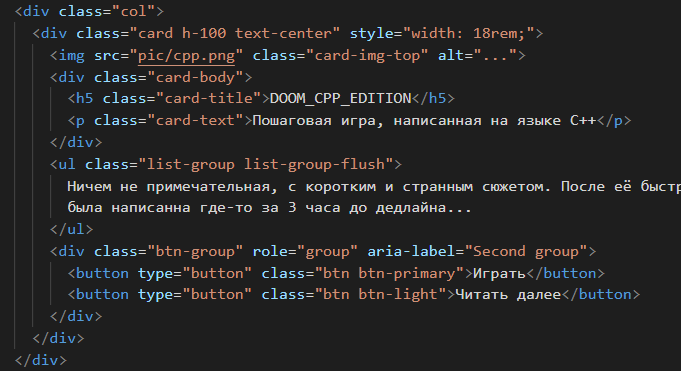 <div class="col">
<div class="card h-100 text-center" style="width: 18rem;">
<img src="pic/cpp.png" class="card-img-top" alt="...">
<div class="card-body">
<h5 class="card-title">DOOM_CPP_EDITION</h5>
<p class="card-text">Пошаговая игра, написанная на языке C++</p>
</div>
<ul class="list-group list-group-flush">
Ничем не примечательная, с коротким и странным сюжетом. После её быстр
была написанна где-то за 3 часа до дедлайна...
</ul>
<div class="btn-group" role="group" aria-label="Second group">
<button type="button" class="btn btn-primary">Играть</button>
<button type="button" class="btn btn-light">Читать далее</button>
</div>
</div>
</div>